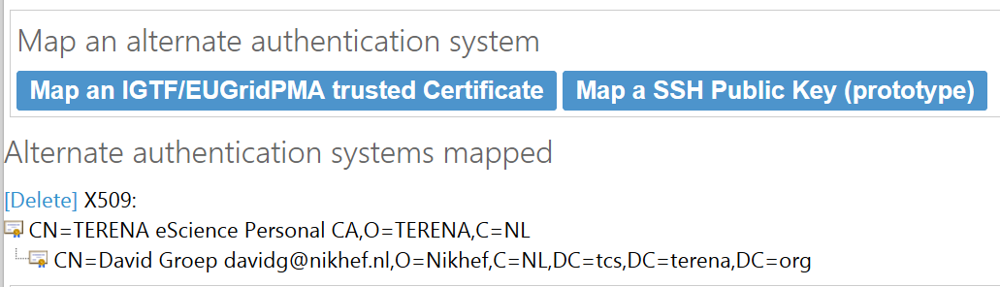 Map an alternate authentication system
Map an IGTF/EUGridPMA trusted Certificate Map a SSH Public Key (prototype)
Alternate authentication systems mapped
[Delete] X509:
CN=TERENA eScience Personal CA,O=TERENA,C=NL
CN=David Groep davidg@nikhef.nl,O=Nikhef,C=NL,DC=tcs,DC=terena,DC=org